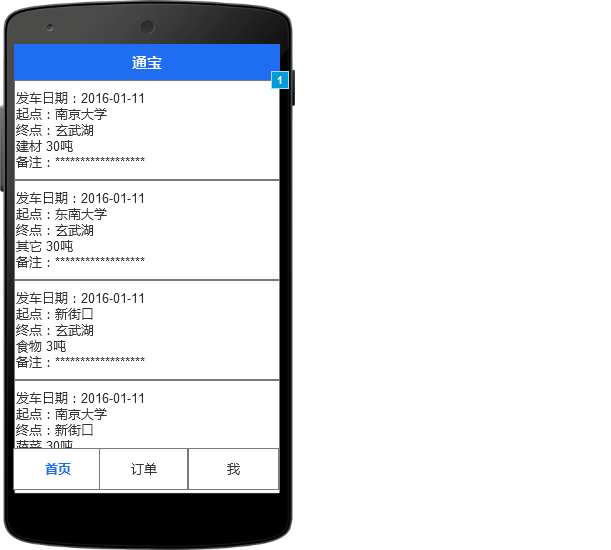 通宝
1
发车日期：2016-01-11
起点：南京大学
终点：玄武湖
建材 30吨
备注：******************
发车日期：2016-01-11
起点：东南大学
终点：玄武湖
其它 30吨
备注：******************
发车日期：2016-01-11
起点：新街口
终点：玄武湖
食物 3吨
备注：******************
发车日期：2016-01-11
起点：南京大学
终点：新街口
蔬菜 30吨
首页
订单
我